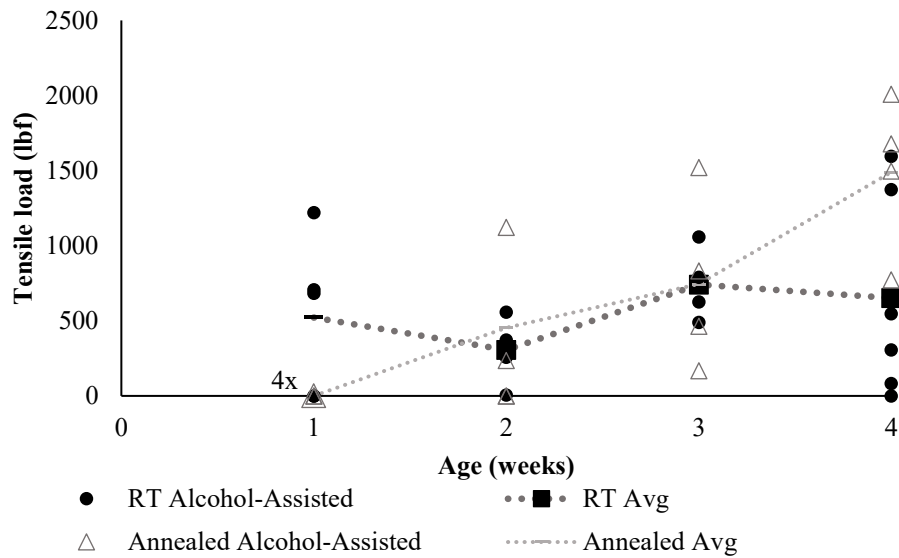 2500
2000
1500
1000
500
0
Tensile load (lbf)
4x
0 1 2 3 4
Age (weeks)
RT Alcohol-Assisted RT Avg
Annealed Alcohol-Assisted Annealed Avg